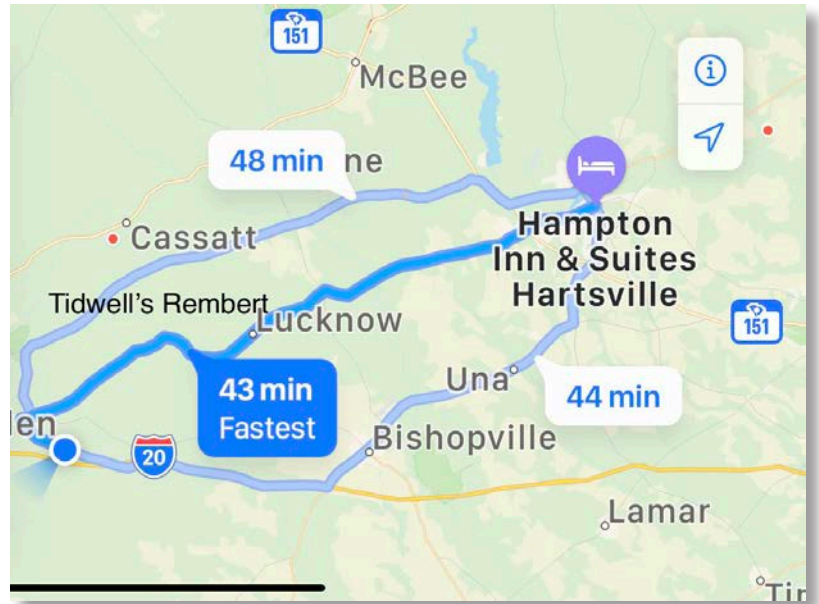 151
McBee
48 min
ne
Cassatt
Hampton
Inn & Suites
Hartsville
Tidwell's Rembert
Lucknow
151
43 min
Fastest
Una
44 min
len
20
Bishopville
Lamar
Tir